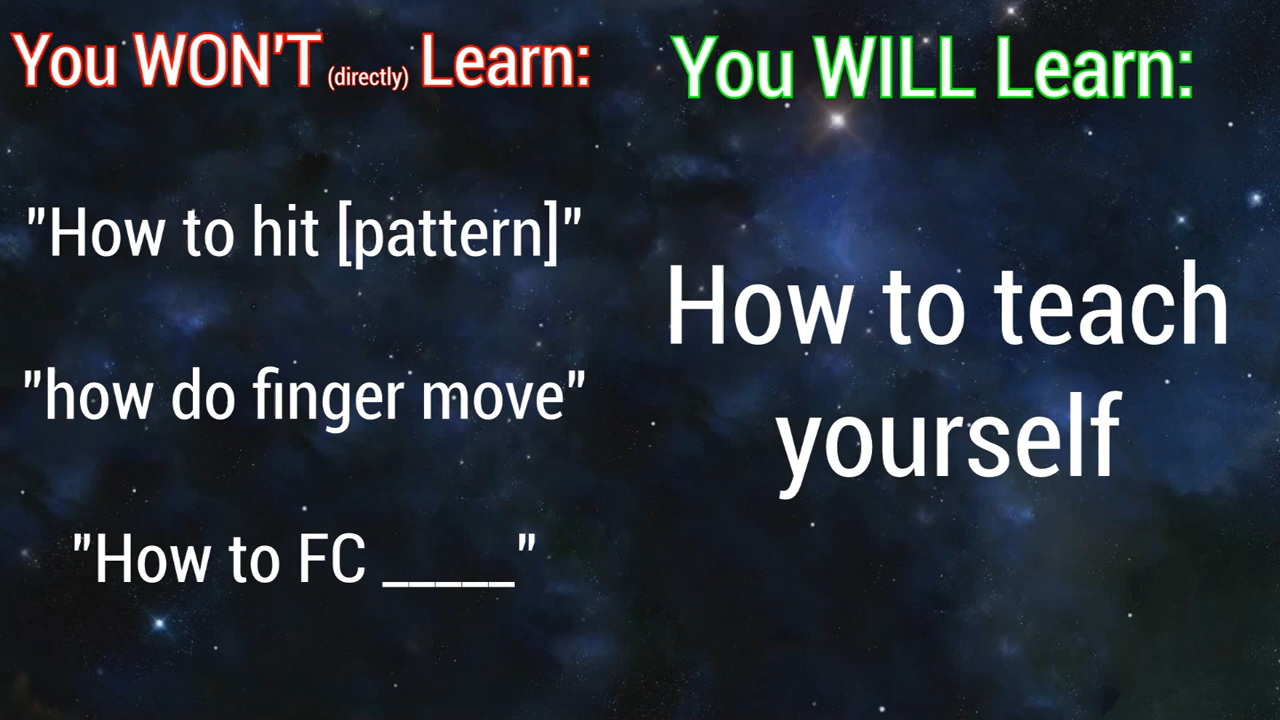 You WON'T (directly) Learn:
"How to hit [pattern]"
"how do finger move"
"How to FC _____"
You WILL Learn:
How to teach
yourself